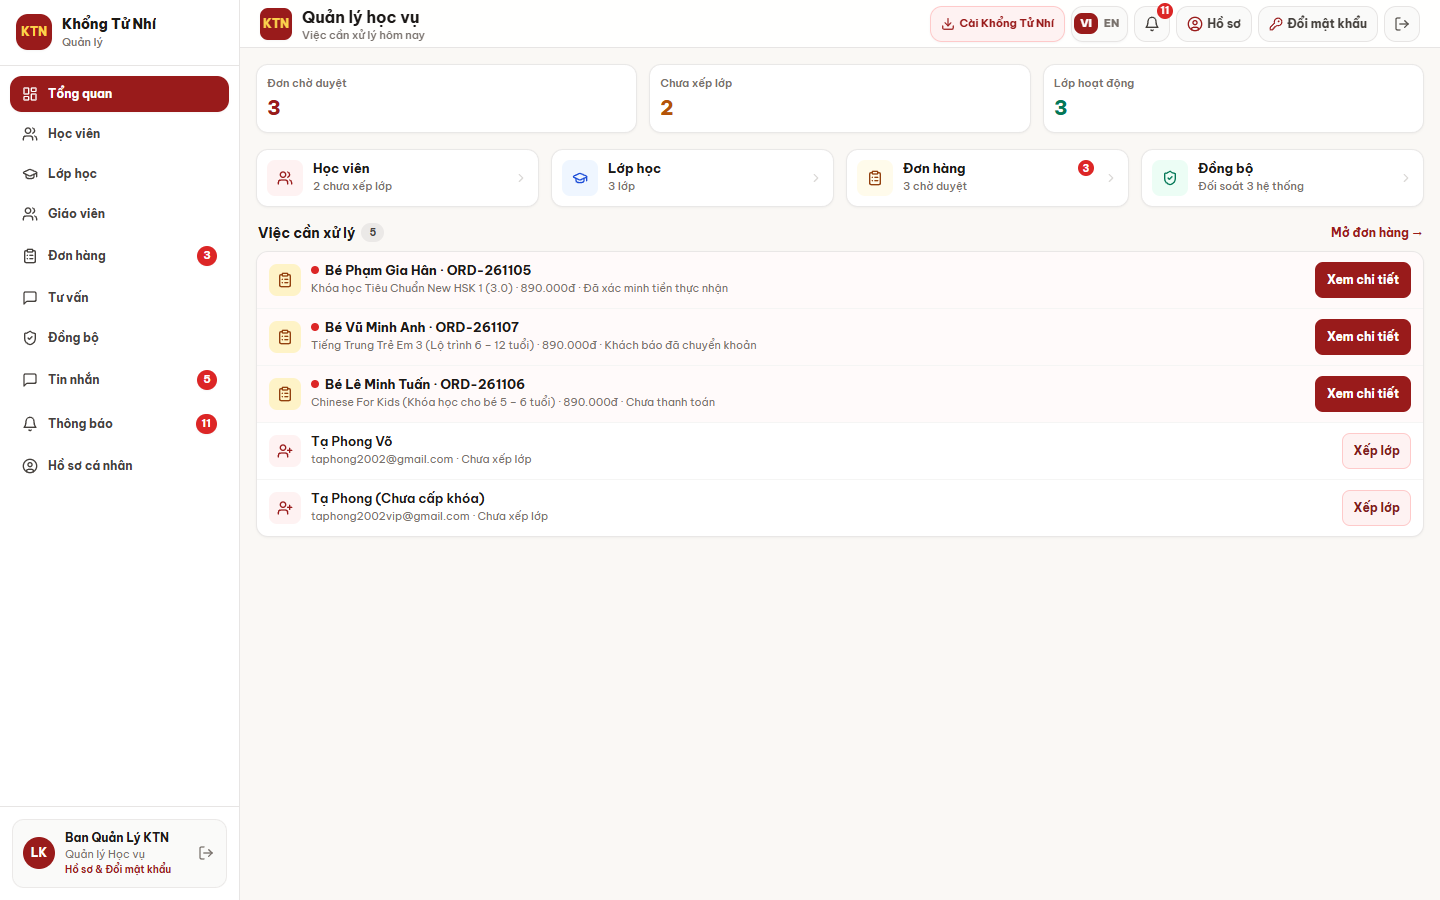 KTN
Khổng Tử Nhí
Quản lý
Tổng quan
Học viên
Lớp học
Giáo viên
Đơn hàng
3
Tư vấn
Đồng bộ
Tin nhắn
5
Thông báo
11
Hồ sơ cá nhân
LK
Ban Quản Lý KTN
Quản lý Học vụ
Hồ sơ & Đổi mật khẩu
KTN
Quản lý học vụ
Việc cần xử lý hôm nay
Cài Khổng Tử Nhí
VI EN
11
Hồ sơ
Đổi mật khẩu
Đơn chờ duyệt
3
Chưa xếp lớp
2
Lớp hoạt động
3
Học viên
2 chưa xếp lớp
Lớp học
3 lớp
Đơn hàng
3 chờ duyệt
3
Đồng bộ
Đối soát 3 hệ thống
Việc cần xử lý 5
Mở đơn hàng →
Bé Phạm Gia Hân · ORD-261105
Khóa học Tiêu Chuẩn New HSK 1 (3.0) · 890.000đ · Đã xác minh tiền thực nhận
Xem chi tiết
Bé Vũ Minh Anh · ORD-261107
Tiếng Trung Trẻ Em 3 (Lộ trình 6 – 12 tuổi) · 890.000đ · Khách báo đã chuyển khoản
Xem chi tiết
Bé Lê Minh Tuấn · ORD-261106
Chinese For Kids (Khóa học cho bé 5 – 6 tuổi) · 890.000đ · Chưa thanh toán
Xem chi tiết
Tạ Phong Võ
taphong2002@gmail.com · Chưa xếp lớp
Xếp lớp
Tạ Phong (Chưa cấp khóa)
taphong2002vip@gmail.com · Chưa xếp lớp
Xếp lớp